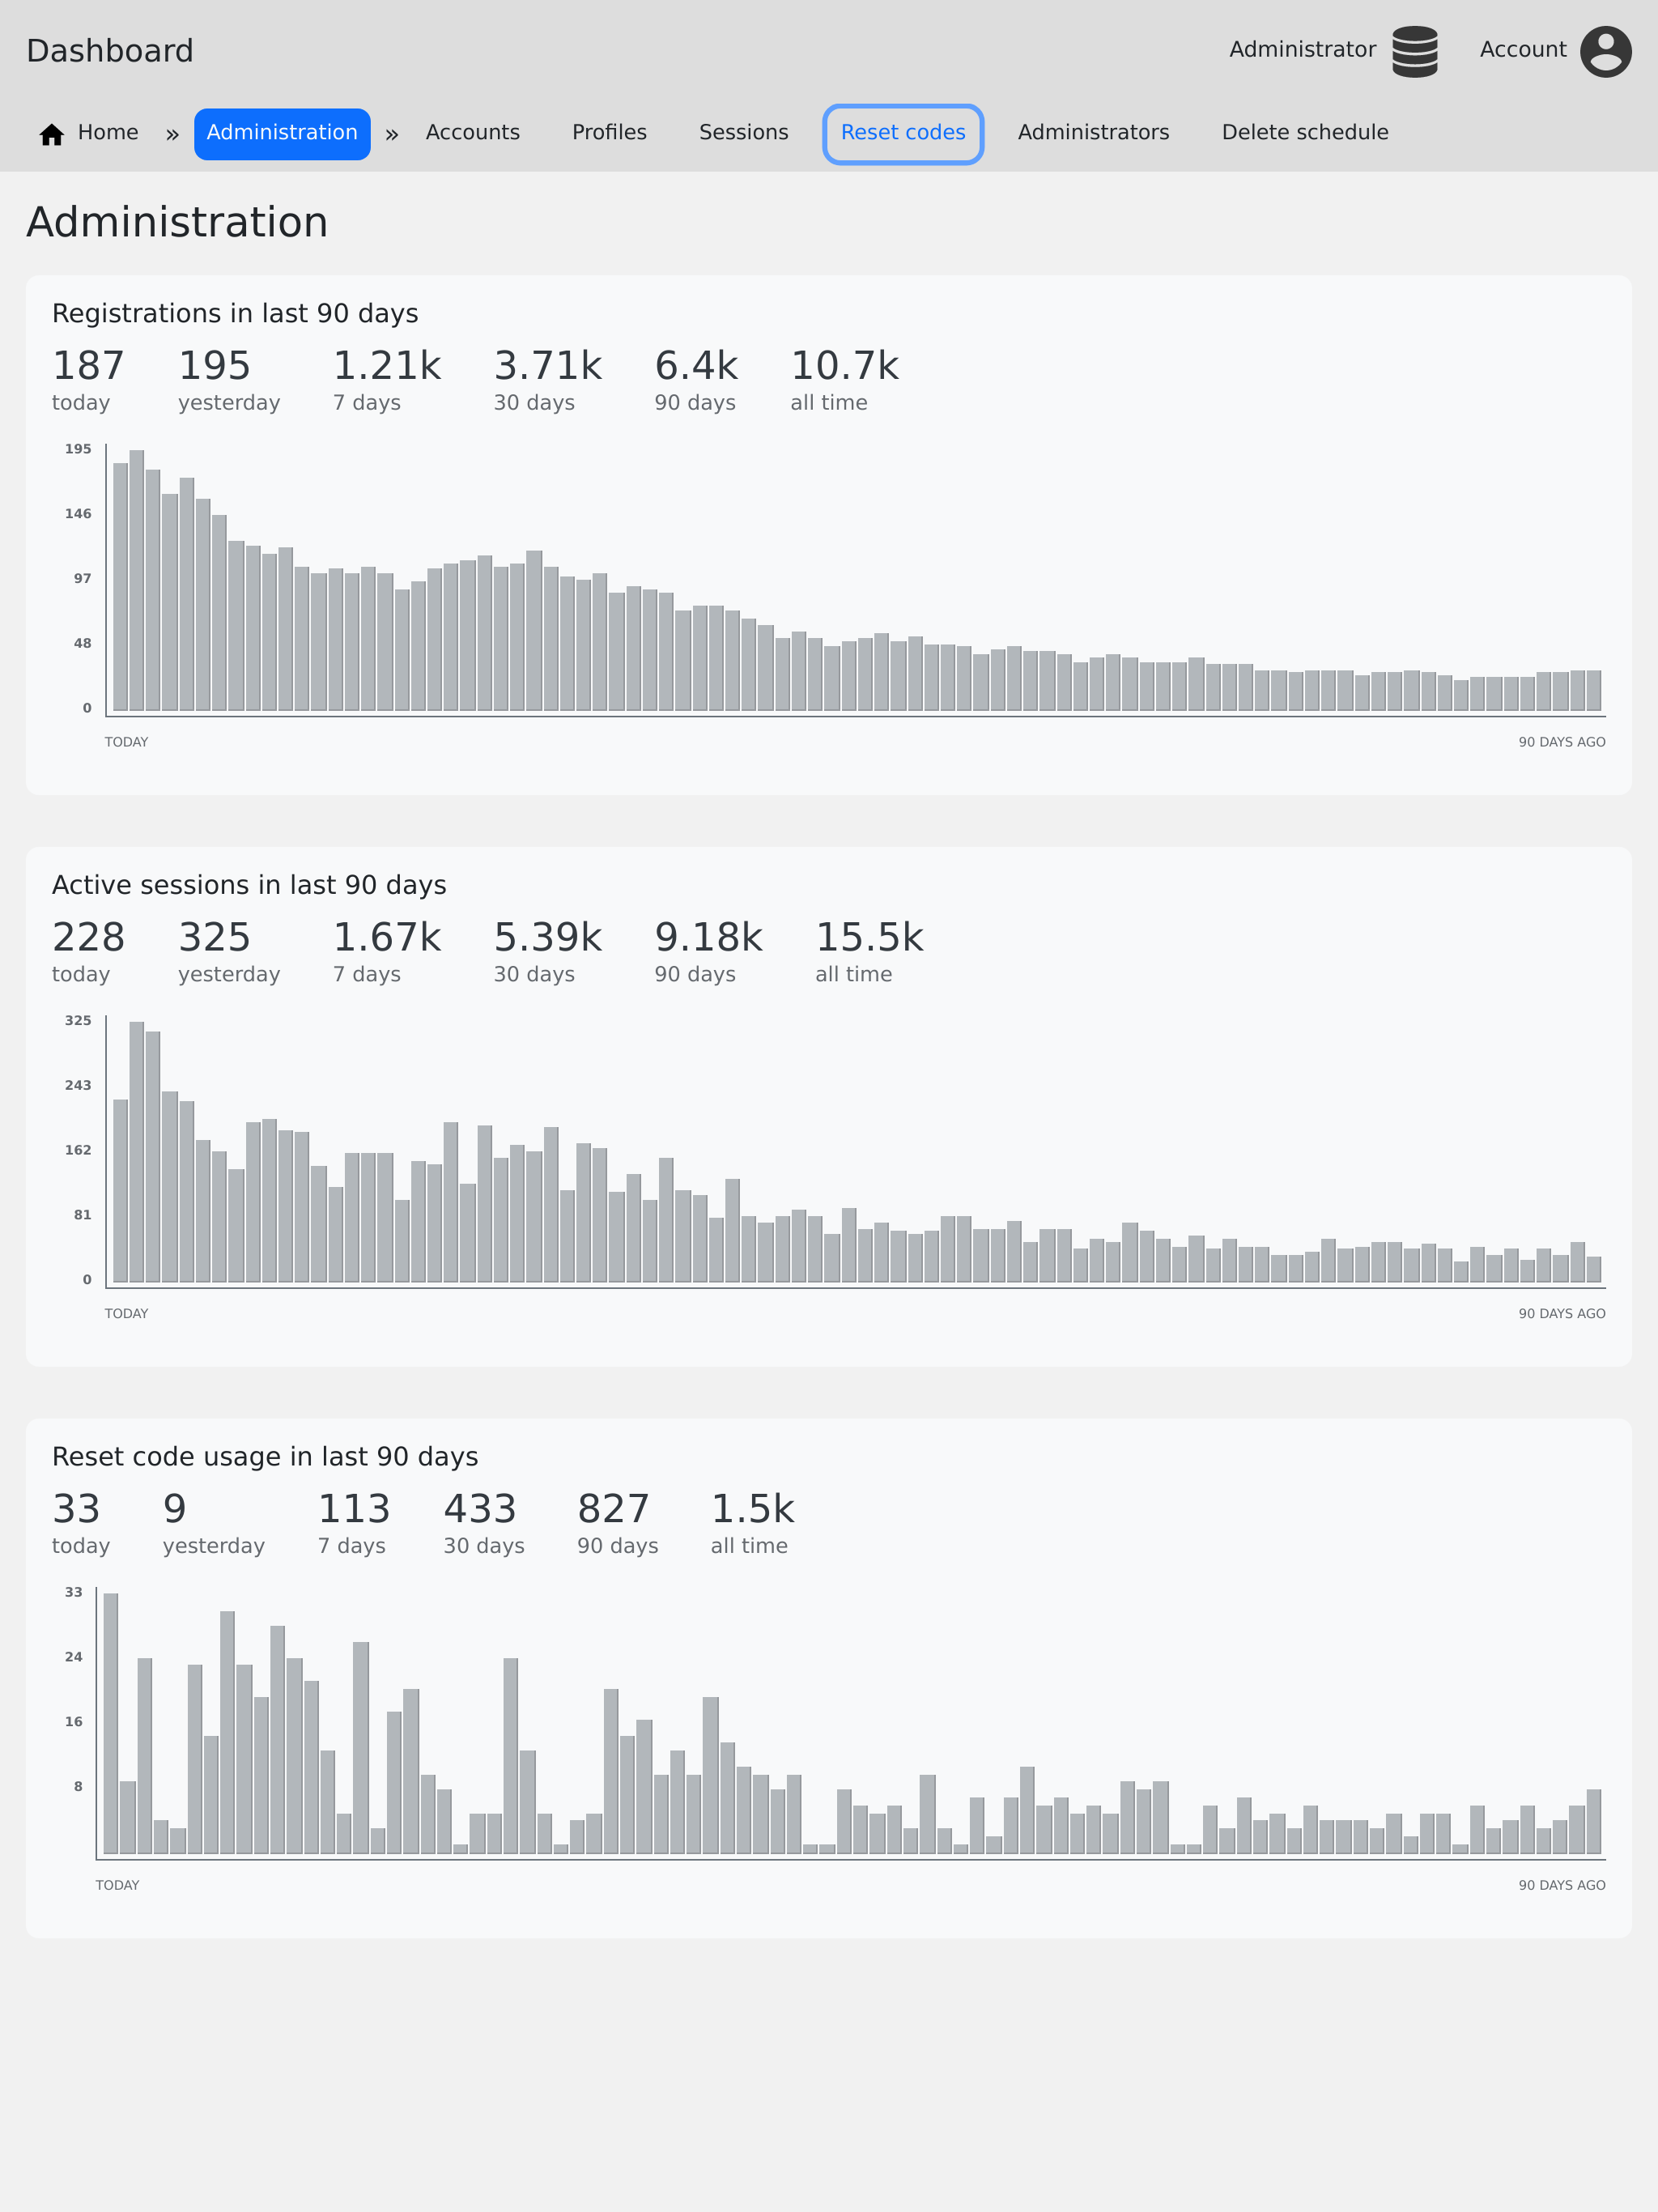 Dashboard
Administrator
Account
Home » Administration » Accounts Profiles Sessions Reset codes Administrators Delete schedule
Administration
Registrations in last 90 days
187 195 1.21k 3.71k 6.4k 10.7k
today yesterday 7 days 30 days 90 days all time
195
146
97
48
0
TODAY 90 DAYS AGO
Active sessions in last 90 days
228 325 1.67k 5.39k 9.18k 15.5k
today yesterday 7 days 30 days 90 days all time
325
243
162
81
0
TODAY 90 DAYS AGO
Reset code usage in last 90 days
33 9 113 433 827 1.5k
today yesterday 7 days 30 days 90 days all time
33
24
16
8
TODAY 90 DAYS AGO